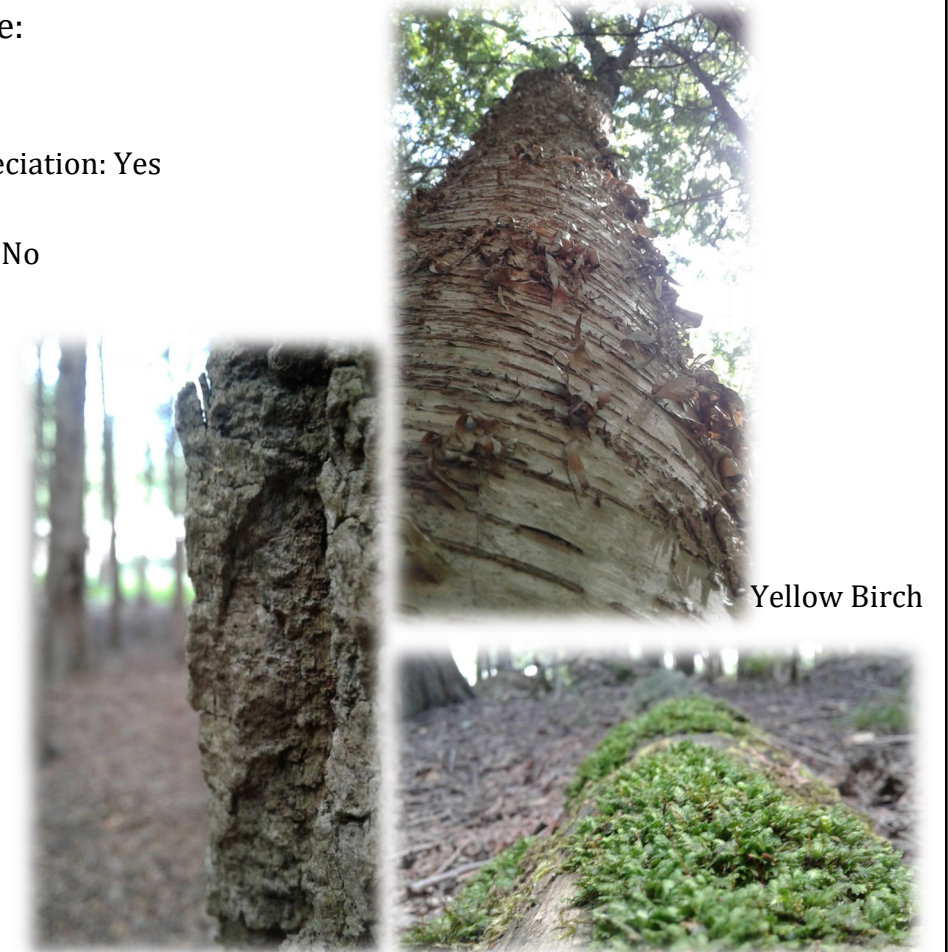 e:
eciation: Yes
No
Yellow Birch